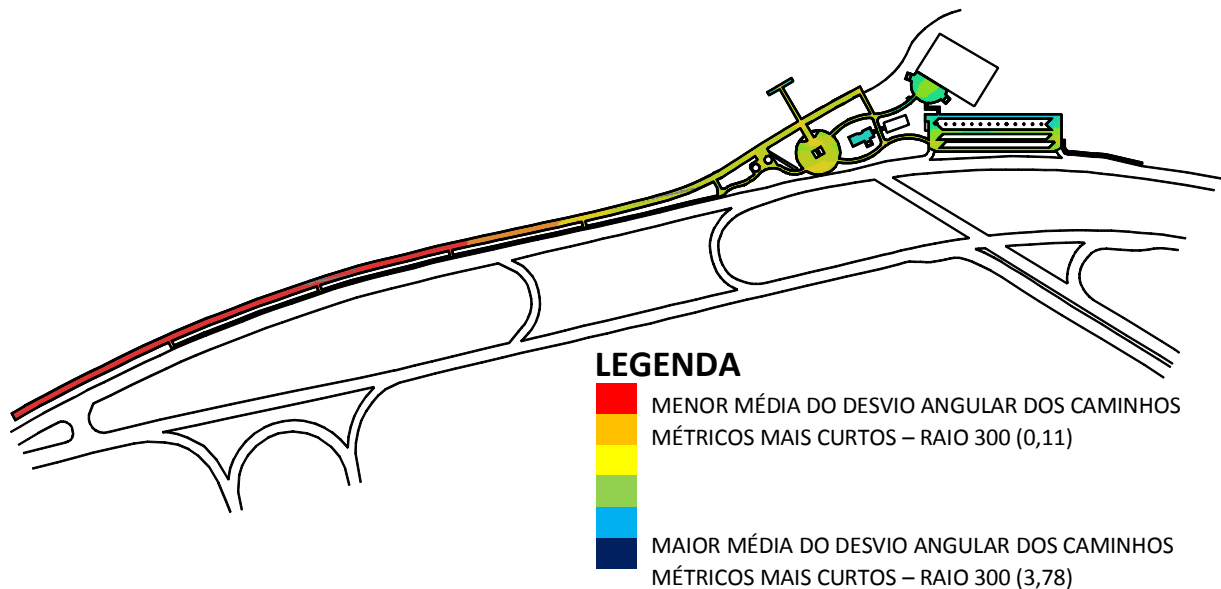 LEGENDA
MENOR MÉDIA DO DESVIO ANGULAR DOS CAMINHOS
MÉTRICOS MAIS CURTOS – RAIO 300 (0,11)
MAIOR MÉDIA DO DESVIO ANGULAR DOS CAMINHOS
MÉTRICOS MAIS CURTOS – RAIO 300 (3,78)